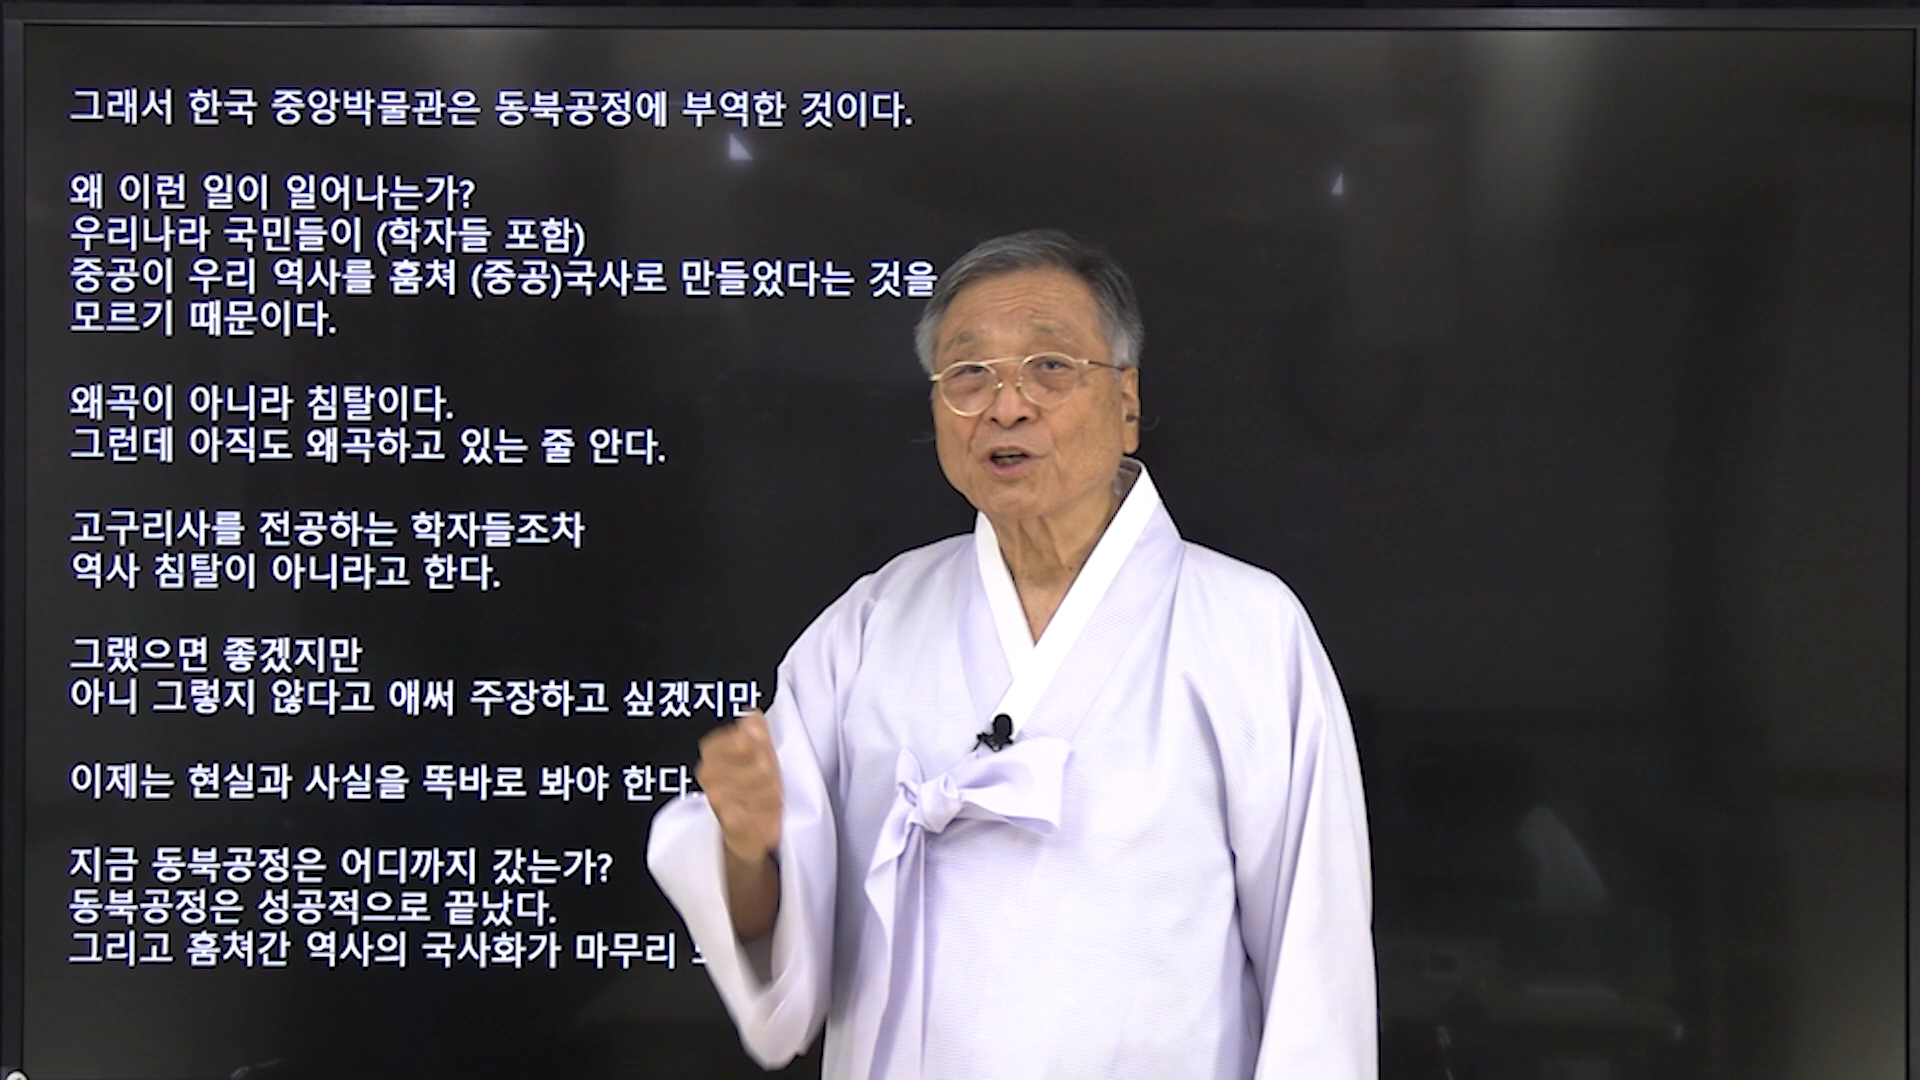 그래서 한국 중앙박물관은 동북공정에 부역한 것이다.
왜 이런 일이 일어나는가?
우리나라 국민들이 (학자들 포함)
중공이 우리 역사를 훔쳐 (중공)국사로 만들었다는 것을
모르기 때문이다.
왜곡이 아니라 침탈이다.
그런데 아직도 왜곡하고 있는 줄 안다.
고구리사를 전공하는 학자들조차
역사 침탈이 아니라고 한다.
그랬으면 좋겠지만
아니 그렇지 않다고 애써 주장하고 싶겠지만
이제는 현실과 사실을 똑바로 봐야 한다.
지금 동북공정은 어디까지 갔는가?
동북공정은 성공적으로 끝났다.
그리고 훔쳐간 역사의 국사화가 마무리